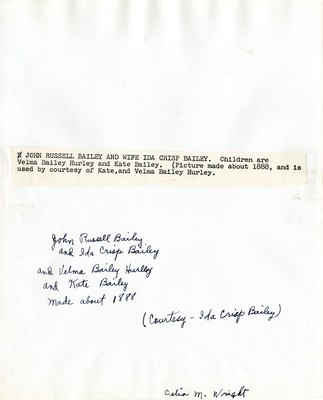 X JOHN RUSSELL BAILEY AND WIFE IDA CRISP BAILEY. Children are
Velma Bailey Hurley and Kate Bailey. (Picture made about 1888, and is
used by courtesy of Kate,and Velma Bailey Hurley.
John Russell Bailey
and Ida Crisp Bailey
and Velma Bailey Hurley
and Kate Bailey
Made about 1888
(Courtesy - Ida Crisp Bailey)
Celia M. Wright